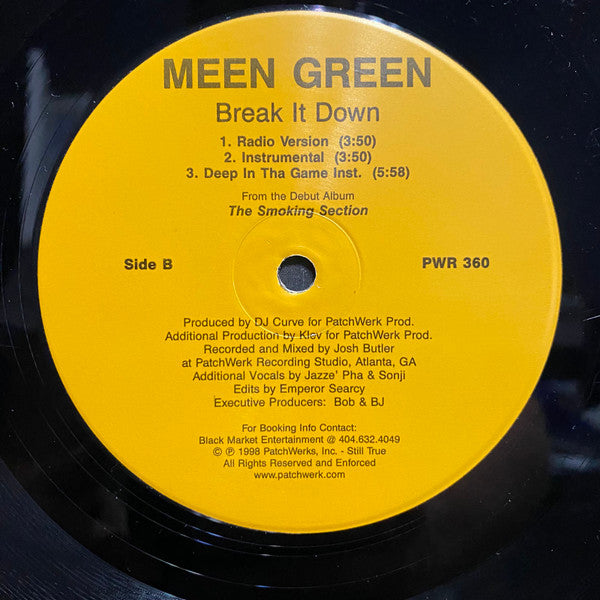 MEEN GREEN
Break It Down
1. Radio Version (3:50)
2. Instrumental (3:50)
3. Deep In Tha Game Inst. (5:58)
From the Debut Album
The Smoking Section
Side B
PWR 360
Produced by DJ Curve for PatchWerk Prod.
Additional Production by Klev for PatchWerk Prod.
Recorded and Mixed by Josh Butler
at PatchWerk Recording Studio, Atlanta, GA
Additional Vocals by Jazze' Pha & Sonji
Edits by Emperor Searcy
Executive Producers: Bob & BJ
For Booking Info Contact:
Black Market Entertainment @ 404.632.4049
© ℗ 1998 PatchWerks, Inc. - Still True
All Rights Reserved and Enforced
www.patchwerk.com